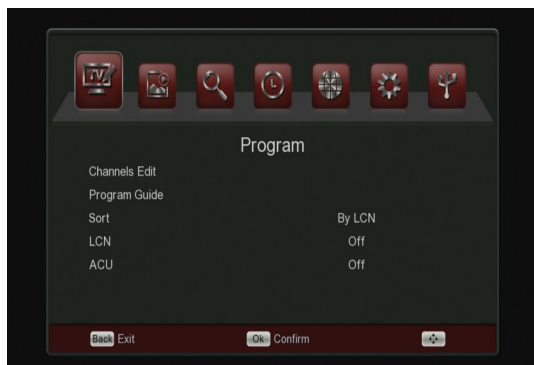 TV
Program
Channels Edit
Program Guide
Sort By LCN
LCN Off
ACU Off
Back Exit Ok Confirm